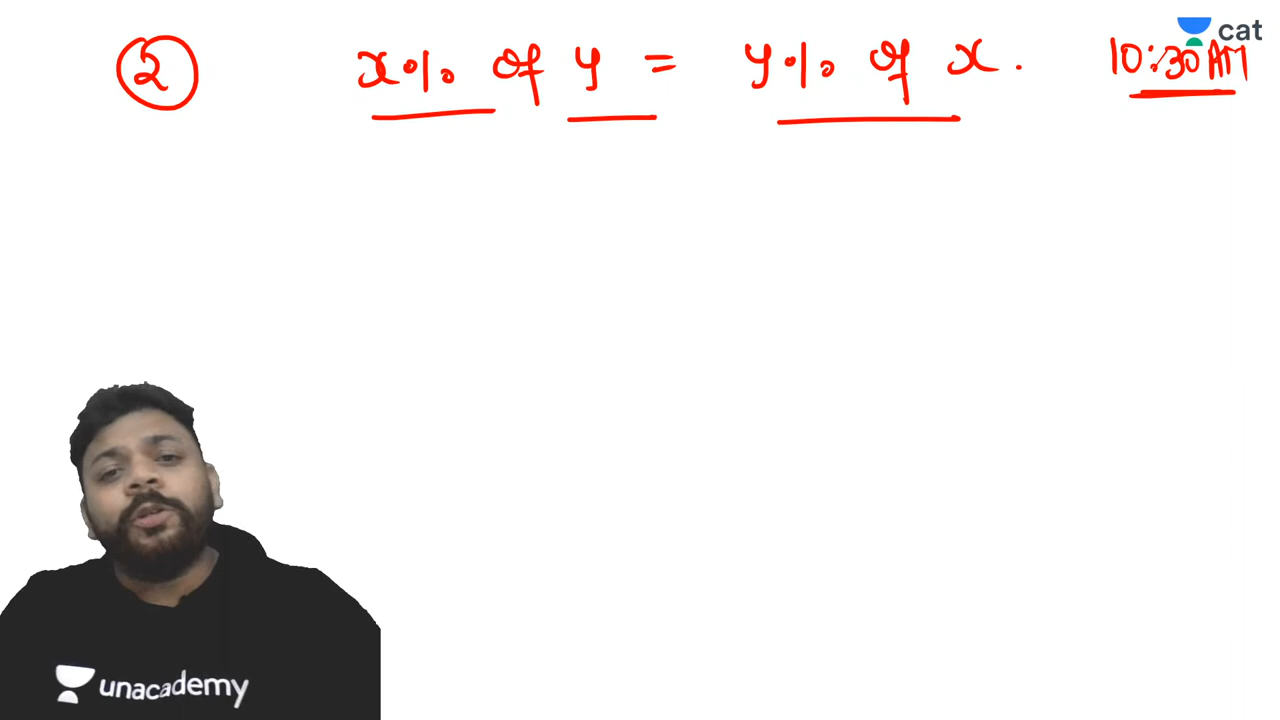 ② x% of y = y% of x.
10:30 AM
cat
unacademy